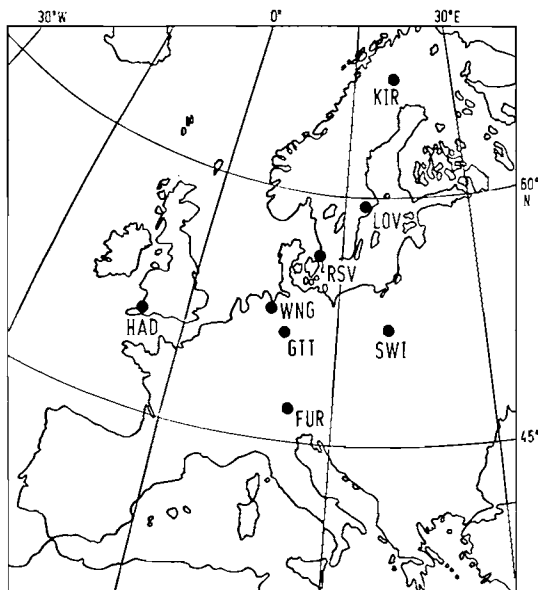 30°W 0° 30°E
KIR
60°
N
LOV
RSV
WNG
HAD
GTT SWI
FUR
45°